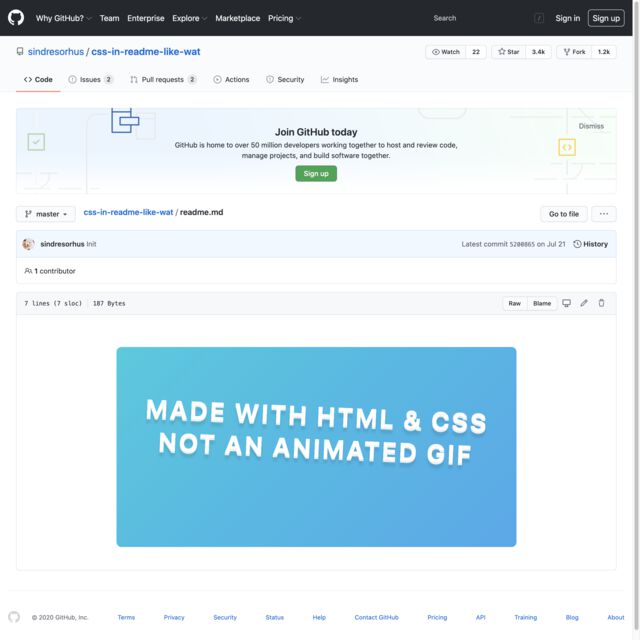 Why GitHub? Team Enterprise Explore Marketplace Pricing Search / Sign in Sign up
sindresorhus / css-in-readme-like-wat Watch 22 Star 3.4k Fork 1.2k
Code Issues 2 Pull requests 2 Actions Security Insights
Dismiss
Join GitHub today
GitHub is home to over 50 million developers working together to host and review code,
manage projects, and build software together.
Sign up
master css-in-readme-like-wat / readme.md Go to file ...
sindresorhus Init Latest commit 5200865 on Jul 21 History
1 contributor
7 lines (7 sloc) 187 Bytes Raw Blame
MADE WITH HTML & CSS
NOT AN ANIMATED GIF
© 2020 GitHub, Inc. Terms Privacy Security Status Help Contact GitHub Pricing API Training Blog About